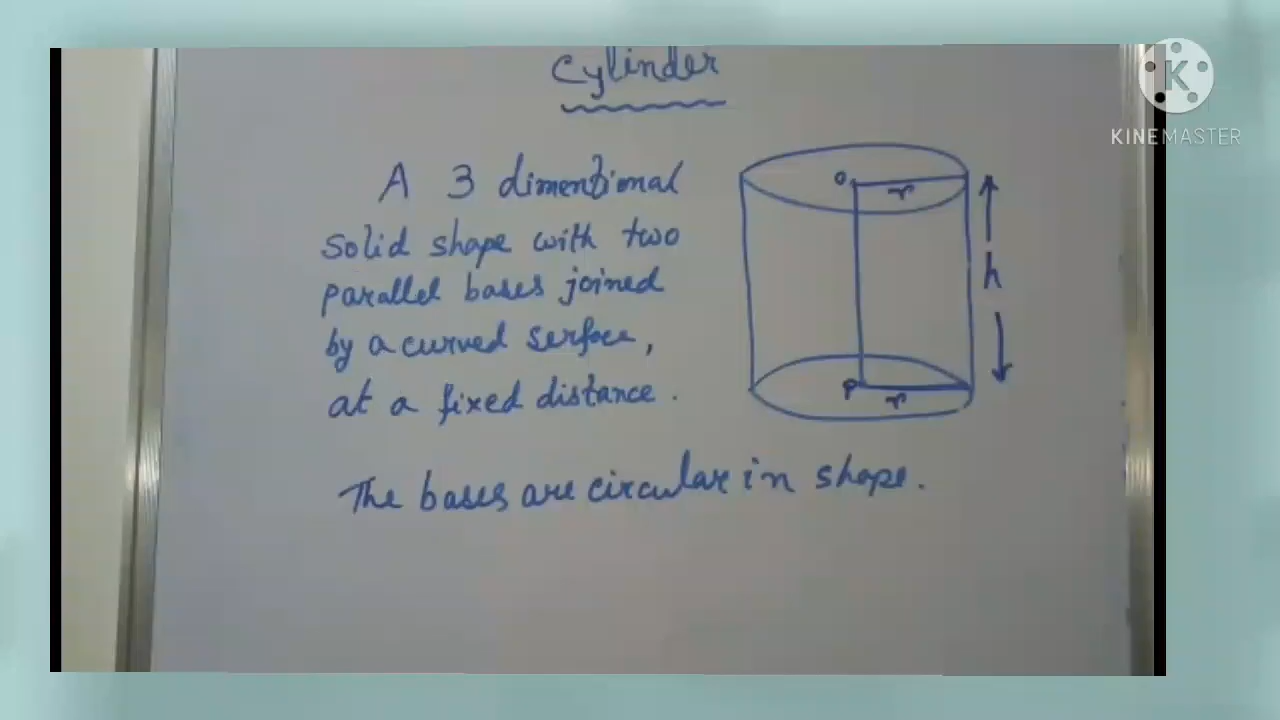 Cylinder
A 3 dimentional
solid shape with two
parallel bases joined
by a curved serface,
at a fixed distance.
The bases are circular in shape.
O
r
h
P
r
K
KINEMASTER